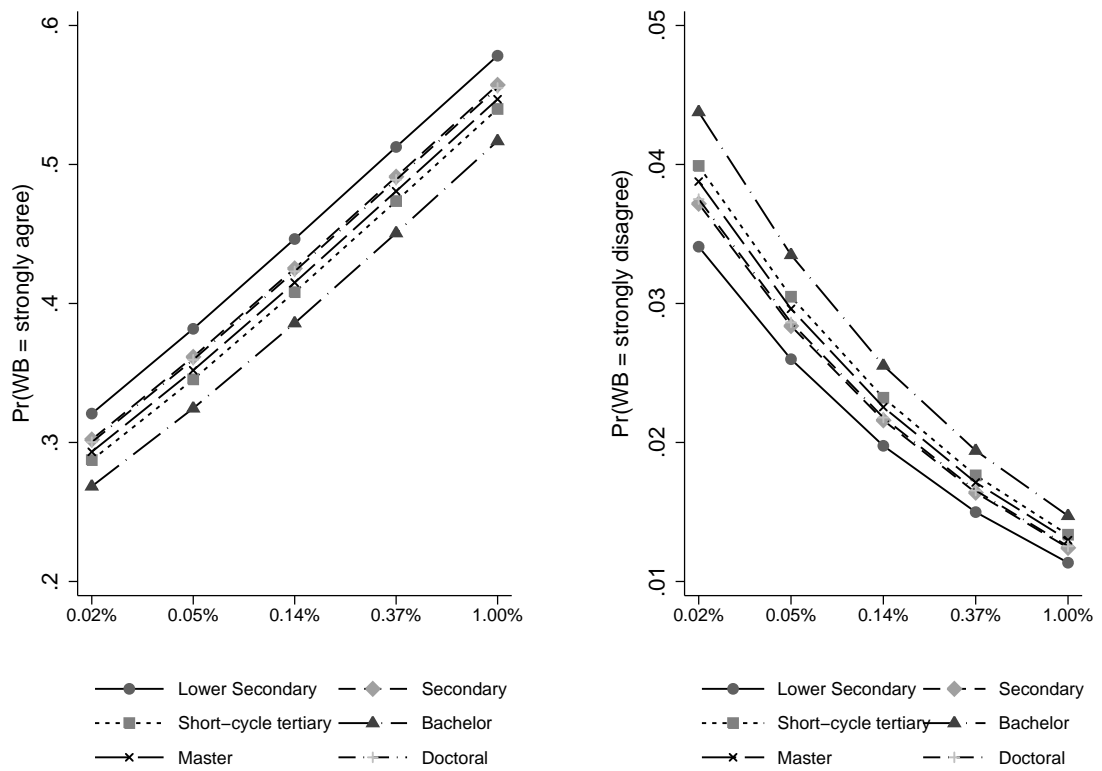 .6
.5
.4
.3
.2
Pr(WB = strongly agree)
0.02% 0.05% 0.14% 0.37% 1.00%
Lower Secondary Secondary
Short−cycle tertiary Bachelor
Master Doctoral
.05
.04
.03
.02
.01
Pr(WB = strongly disagree)
0.02% 0.05% 0.14% 0.37% 1.00%
Lower Secondary Secondary
Short−cycle tertiary Bachelor
Master Doctoral